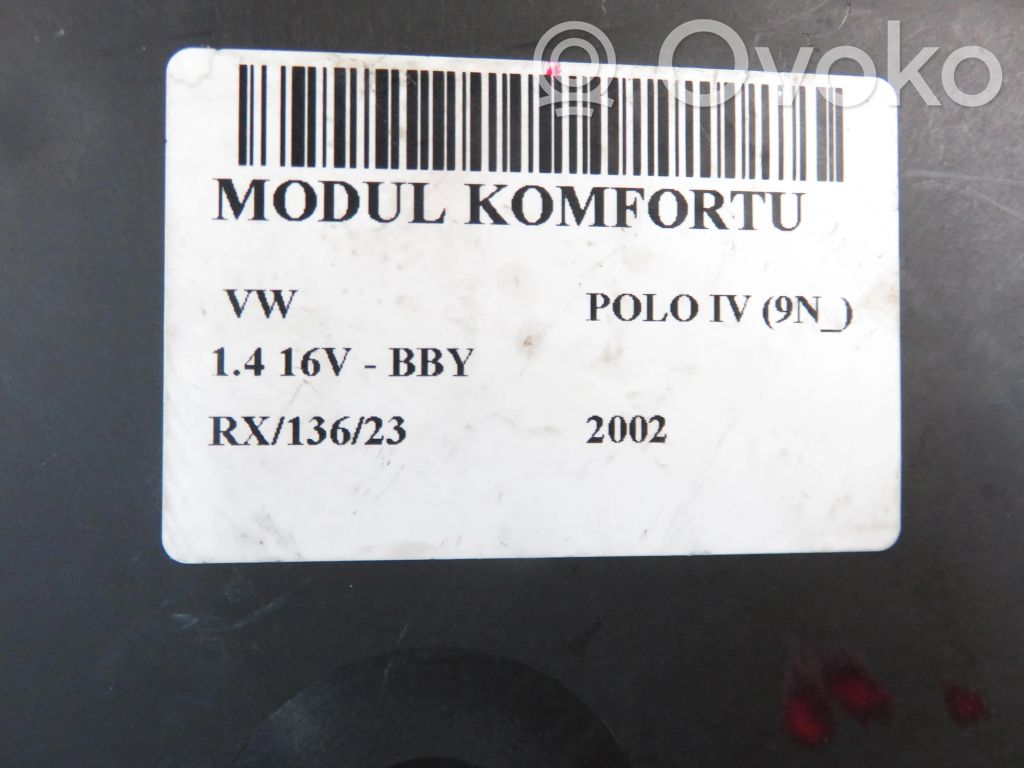 Ovoko
MODUL KOMFORTU
VW POLO IV (9N_)
1.4 16V - BBY
RX/136/23 2002